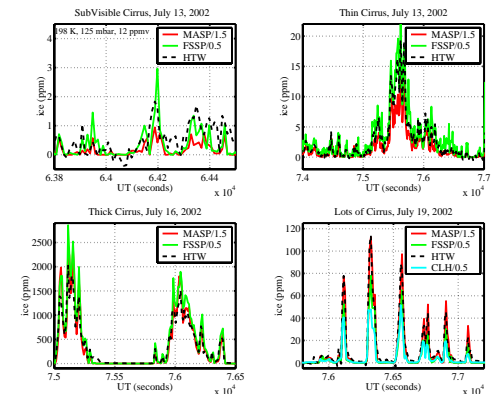 SubVisible Cirrus, July 13, 2002
198 K, 125 mbar, 12 ppmv
MASP/1.5
FSSP/0.5
HTW
ice (ppm)
4
3
2
1
0
6.38
6.4
6.42
6.44
UT (seconds)
x 10^4
Thin Cirrus, July 13, 2002
MASP/1.5
FSSP/0.5
HTW
ice (ppm)
20
15
10
5
0
7.4
7.5
7.6
7.7
UT (seconds)
x 10^4
Thick Cirrus, July 16, 2002
MASP/1.5
FSSP/0.5
HTW
ice (ppm)
2500
2000
1500
1000
500
0
7.5
7.55
7.6
7.65
UT (seconds)
x 10^4
Lots of Cirrus, July 19, 2002
MASP/1.5
FSSP/0.5
HTW
CLH/0.5
ice (ppm)
120
100
80
60
40
20
0
7.6
7.65
7.7
UT (seconds)
x 10^4